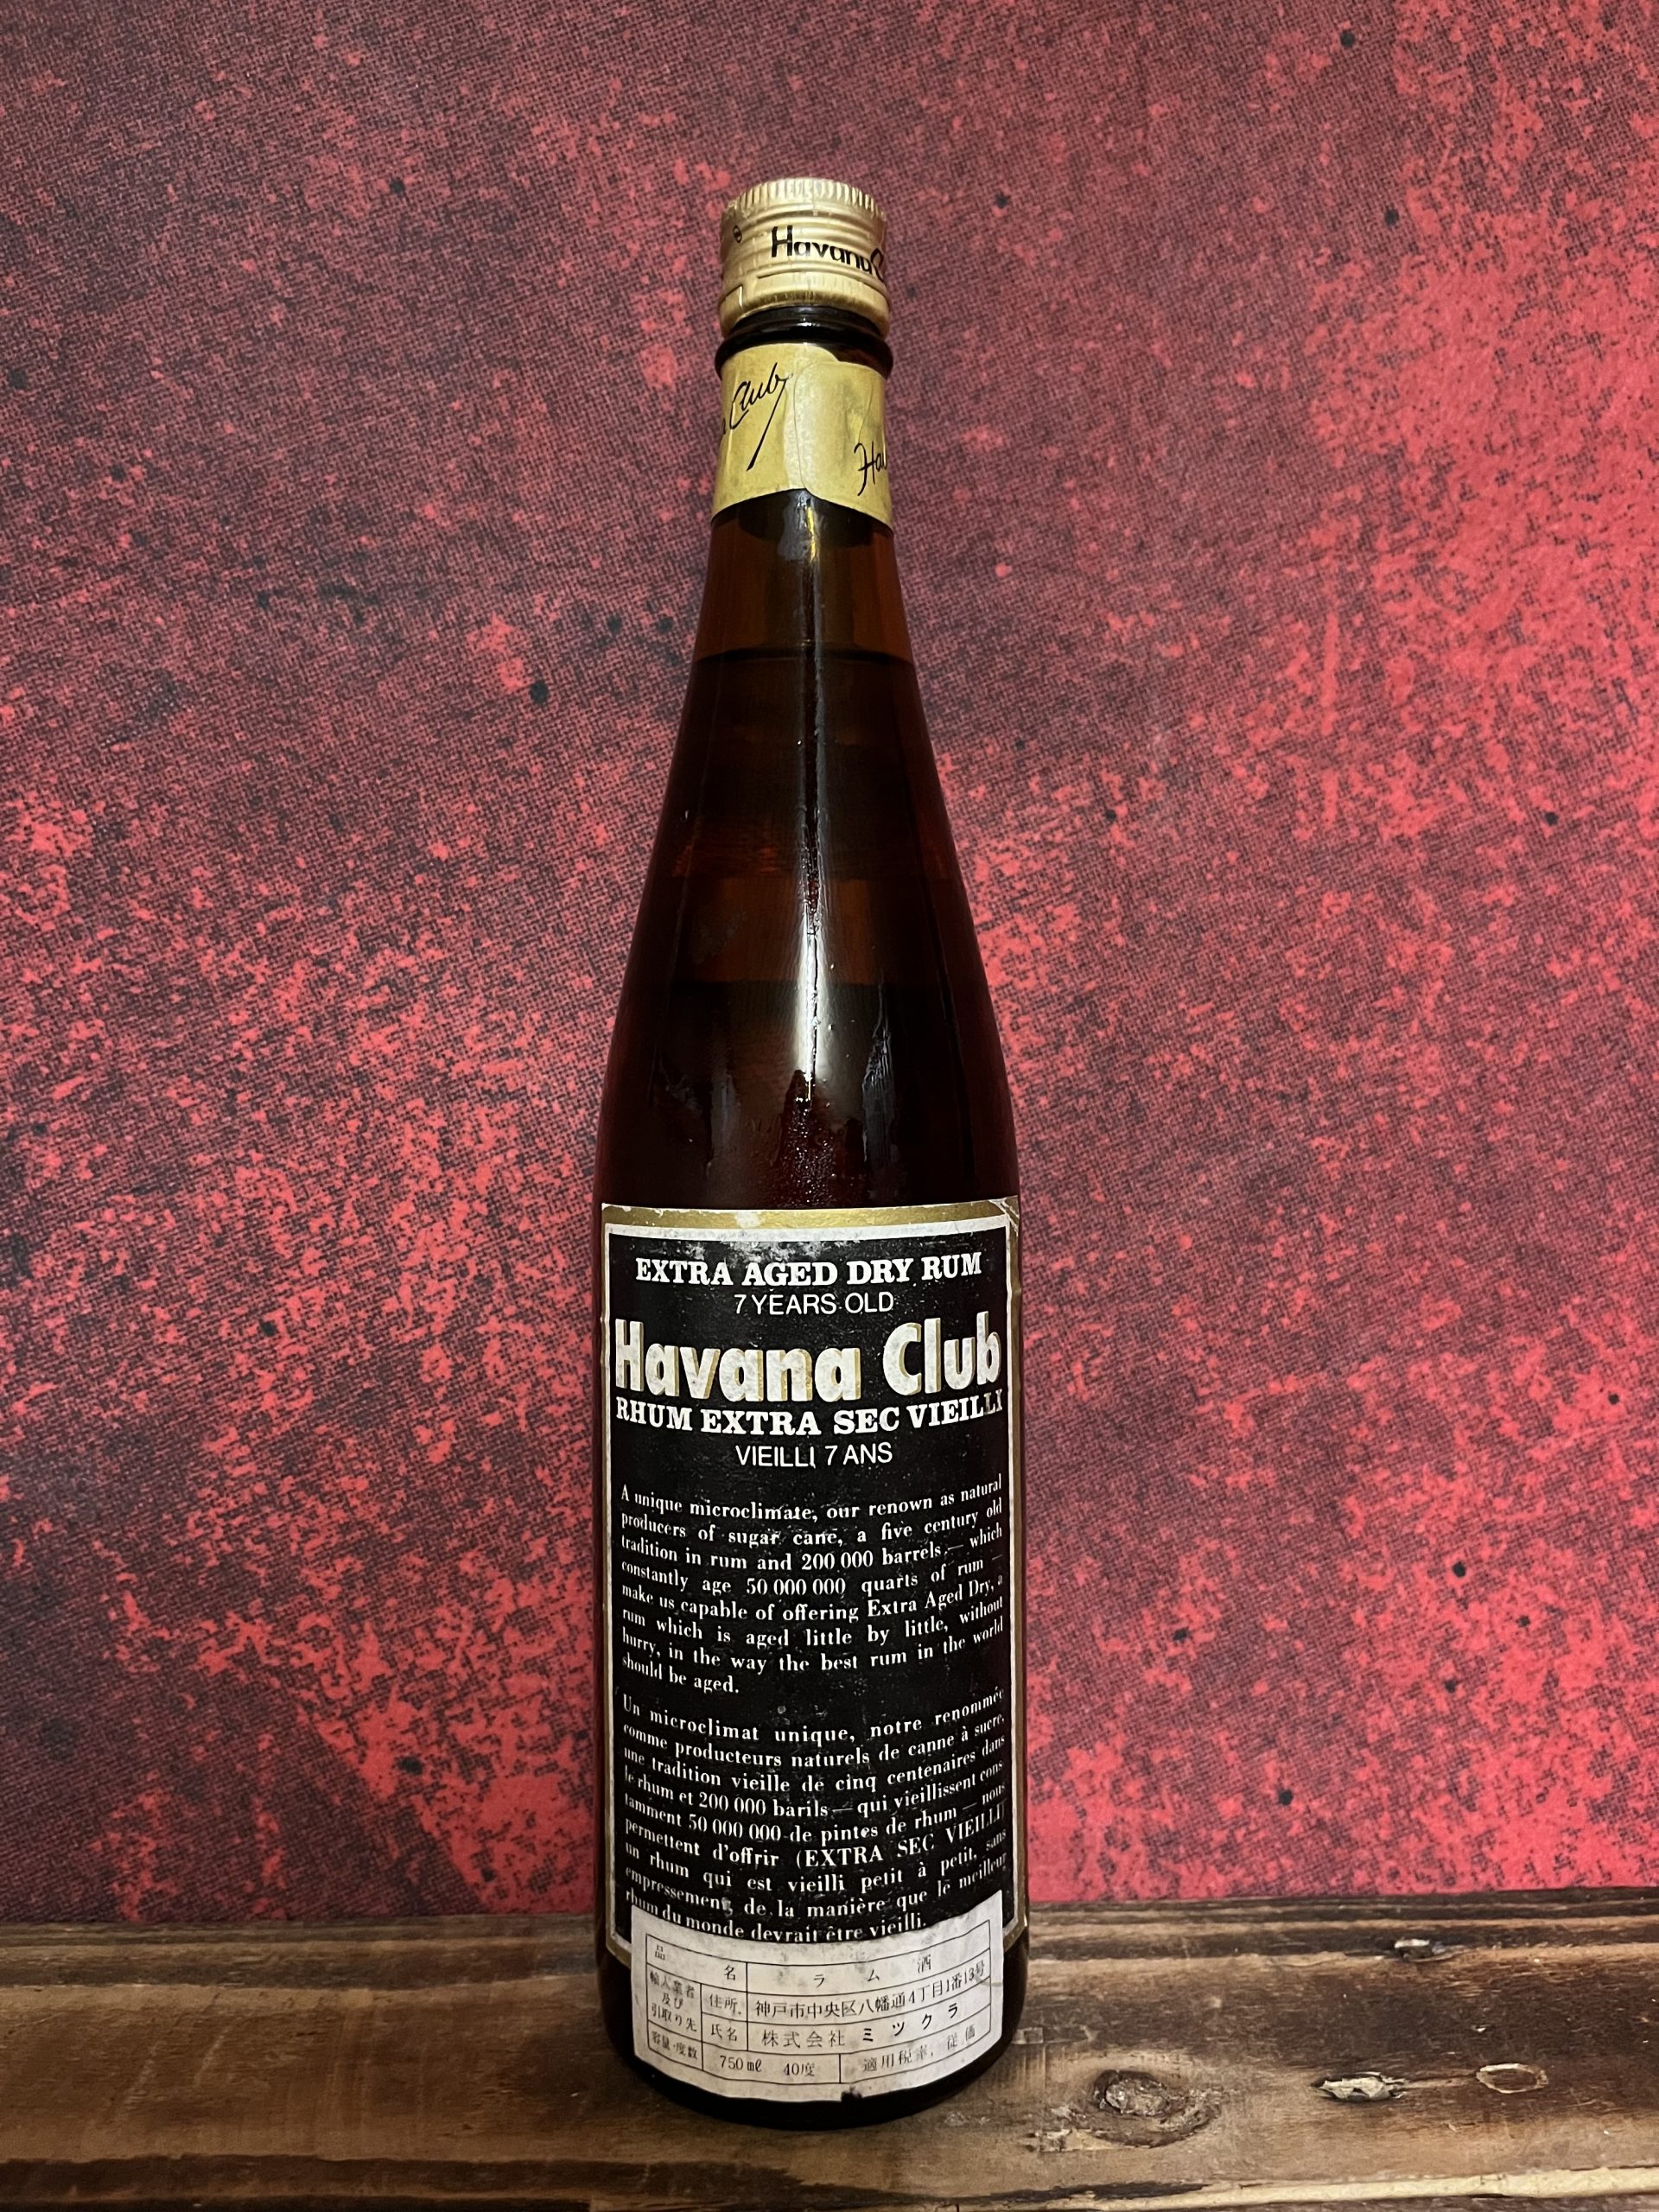 Havana
Club
Ha
EXTRA AGED DRY RUM
7 YEARS OLD
Havana Club
RHUM EXTRA SEC VIEILLI
VIEILLI 7 ANS
A unique microclimate, our renown as natural
producers of sugar cane, a five century old
tradition in rum and 200 000 barrels — which
constantly age 50 000 000 quarts of rum —
make us capable of offering Extra Aged Dry, a
rum which is aged little by little, without
hurry, in the way the best rum in the world
should be aged.
Un microclimat unique, notre renommée
comme producteurs naturels de canne à sucre,
une tradition vieille de cinq centenaires dans
le rhum et 200 000 barils — qui vieillissent cons-
tamment 50 000 000 de pintes de rhum — nous
permettent d'offrir (EXTRA SEC VIEILLI)
un rhum qui est vieilli petit à petit, sans
empressement, de la manière que le meilleur
rhum du monde devrait être vieilli.
品名 ラム酒
輸入業者及び引取り先 住所 神戸市中央区八幡通4丁目1番13号
氏名 株式会社 ミツクラ
容量・度数 750ml 40度 適用税率 従価